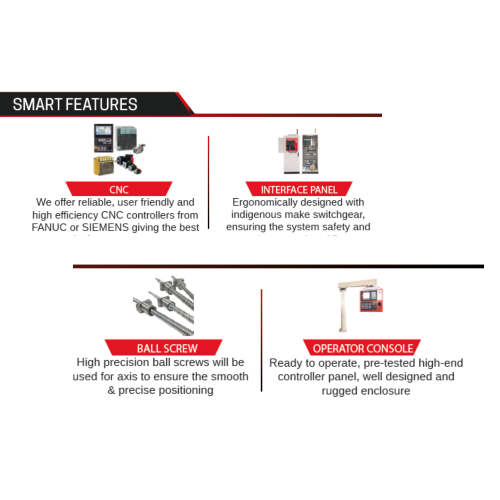 SMART FEATURES
CNC
We offer reliable, user friendly and
high efficiency CNC controllers from
FANUC or SIEMENS giving the best
INTERFACE PANEL
Ergonomically designed with
indigenous make switchgear,
ensuring the system safety and
BALL SCREW
High precision ball screws will be
used for axis to ensure the smooth
& precise positioning
OPERATOR CONSOLE
Ready to operate, pre-tested high-end
controller panel, well designed and
rugged enclosure